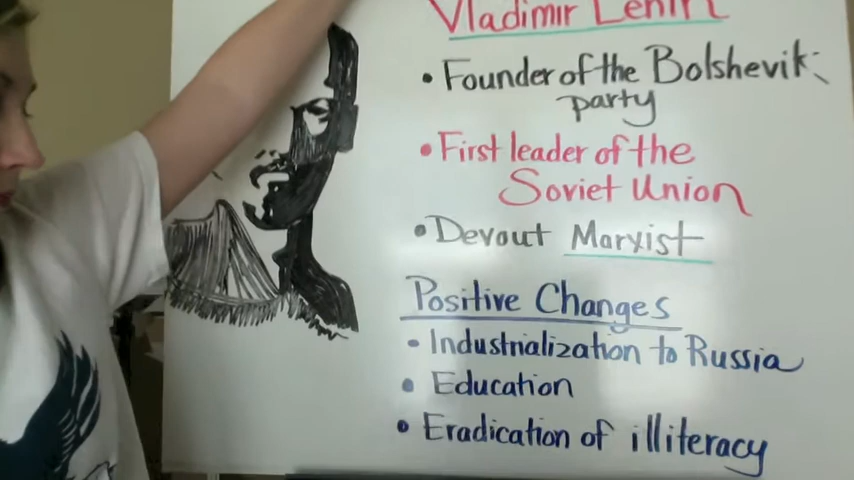 Vladimir Lenin
• Founder of the Bolshevik
party
• First leader of the
Soviet Union
• Devout Marxist
Positive Changes
• Industrialization to Russia
• Education
• Eradication of illiteracy